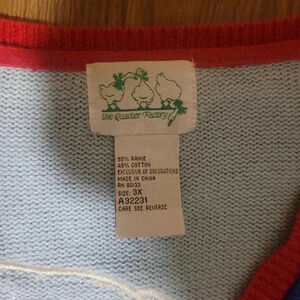 the Quacker Factory
55% RAMIE
45% COTTON
EXCLUSIVE OF DECORATIONS
MADE IN CHINA
RN 90133
SIZE: 3X
A32231
CARE SEE REVERSE